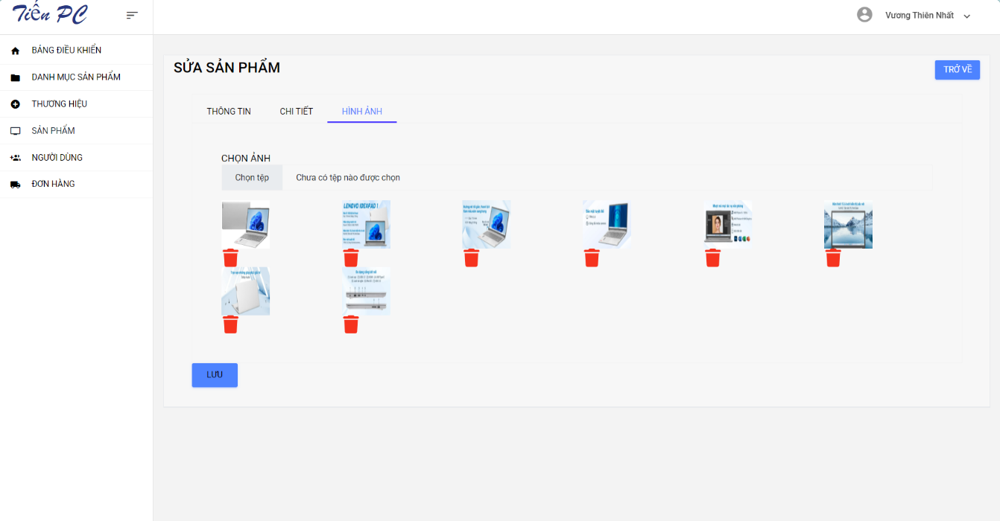 Tiến PC
Vương Thiên Nhất
BẢNG ĐIỀU KHIỂN
DANH MỤC SẢN PHẨM
THƯƠNG HIỆU
SẢN PHẨM
NGƯỜI DÙNG
ĐƠN HÀNG
SỬA SẢN PHẨM
TRỞ VỀ
THÔNG TIN
CHI TIẾT
HÌNH ẢNH
CHỌN ẢNH
Chọn tệp
Chưa có tệp nào được chọn
LENOVO IDEAPAD 1
LƯU